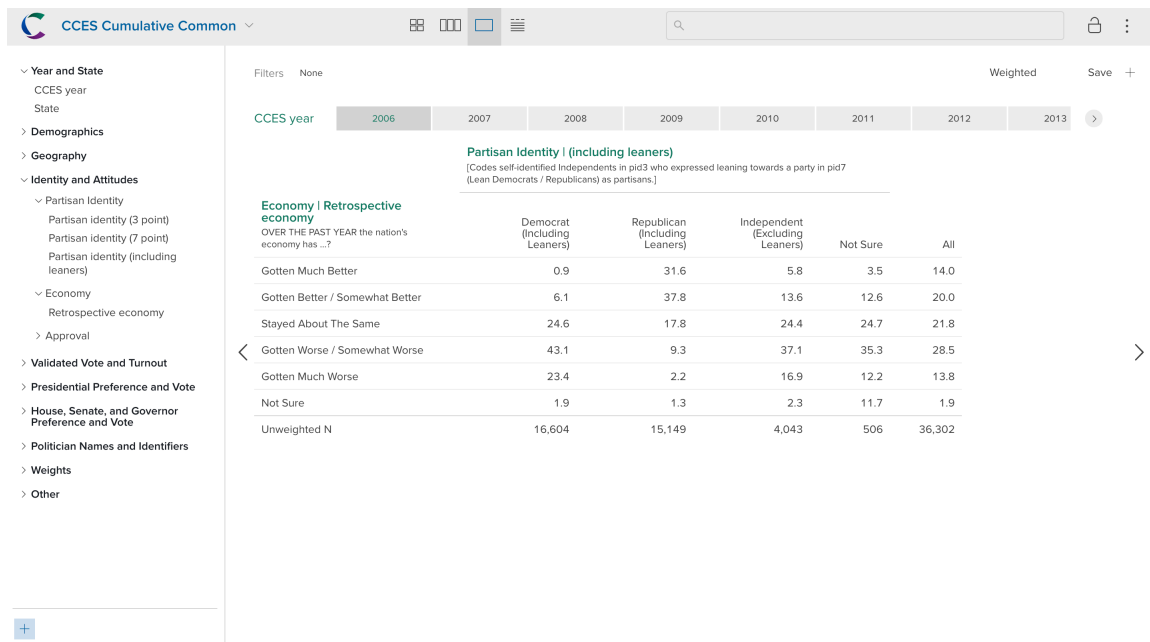 CCES Cumulative Common
Year and State
CCES year
State
Demographics
Geography
Identity and Attitudes
Partisan Identity
Partisan identity (3 point)
Partisan identity (7 point)
Partisan identity (including
leaners)
Economy
Retrospective economy
Approval
Validated Vote and Turnout
Presidential Preference and Vote
House, Senate, and Governor
Preference and Vote
Politician Names and Identifiers
Weights
Other
Filters None Weighted Save
CCES year 2006 2007 2008 2009 2010 2011 2012 2013
Partisan Identity | (including leaners)
[Codes self-identified Independents in pid3 who expressed leaning towards a party in pid7
(Lean Democrats / Republicans) as partisans.]
Economy | Retrospective
economy
OVER THE PAST YEAR the nation's
economy has ...?
Democrat
(Including
Leaners)
Republican
(Including
Leaners)
Independent
(Excluding
Leaners)
Not Sure
All
Gotten Much Better 0.9 31.6 5.8 3.5 14.0
Gotten Better / Somewhat Better 6.1 37.8 13.6 12.6 20.0
Stayed About The Same 24.6 17.8 24.4 24.7 21.8
Gotten Worse / Somewhat Worse 43.1 9.3 37.1 35.3 28.5
Gotten Much Worse 23.4 2.2 16.9 12.2 13.8
Not Sure 1.9 1.3 2.3 11.7 1.9
Unweighted N 16,604 15,149 4,043 506 36,302